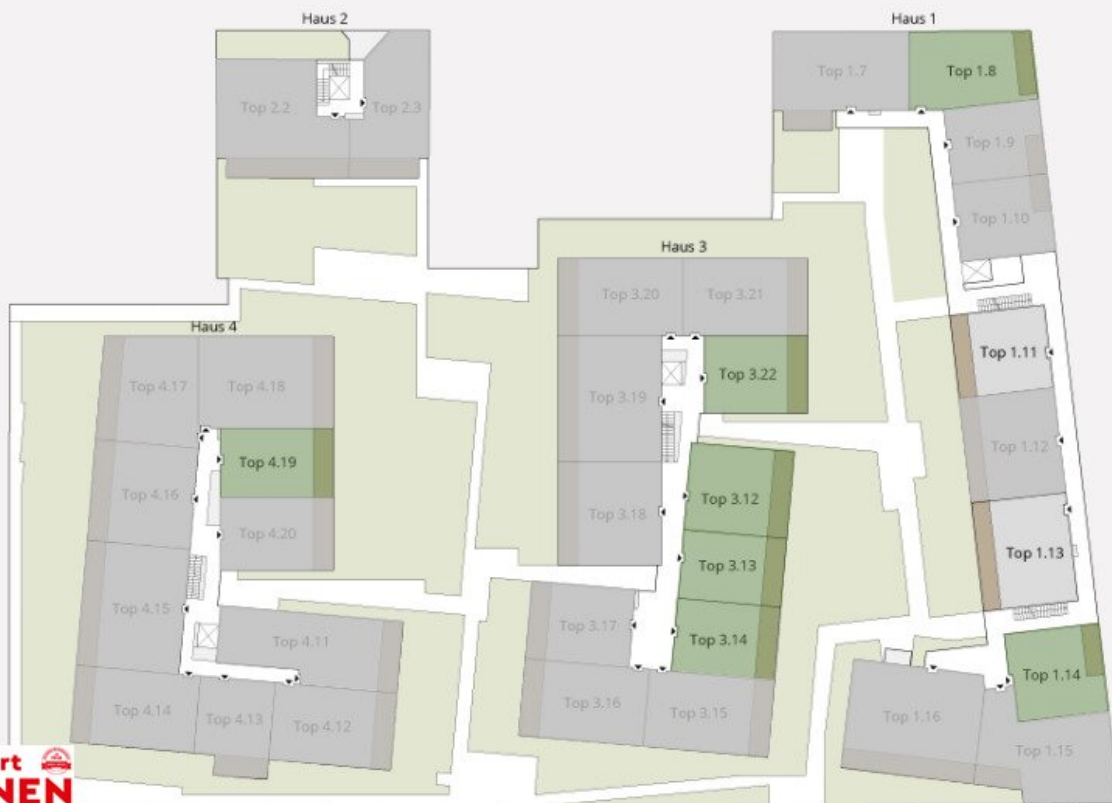 Haus 2
Haus 1
Top 1.7
Top 1.8
Top 2.2
Top 2.3
Top 1.9
Top 1.10
Haus 3
Top 3.20
Top 3.21
Haus 4
Top 1.11
Top 4.17
Top 4.18
Top 3.22
Top 3.19
Top 1.12
Top 4.19
Top 4.16
Top 3.12
Top 3.18
Top 4.20
Top 1.13
Top 3.13
Top 4.15
Top 3.17
Top 4.11
Top 3.14
Top 1.14
Top 3.16
Top 4.14
Top 4.13
Top 4.12
Top 3.15
Top 1.16
Top 1.15
rt
NEN